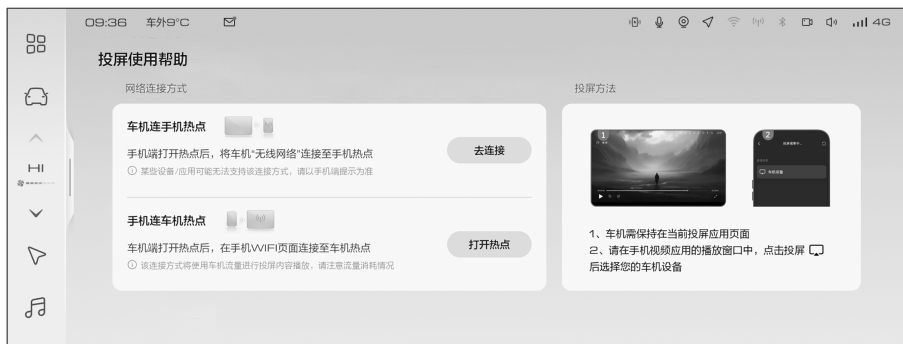 09:36 车外9°C
4G
投屏使用帮助
网络连接方式
车机连手机热点
手机端打开热点后，将车机“无线网络”连接至手机热点
某些设备/应用可能无法支持该连接方式，请以手机端提示为准
去连接
手机连车机热点
车机端打开热点后，在手机WIFI页面连接至车机热点
该连接方式将使用车机流量进行投屏内容播放，请注意流量消耗情况
打开热点
HI
投屏方法
1
2
车机设备
1、车机需保持在当前投屏应用页面
2、请在手机视频应用的播放窗口中，点击投屏
后选择您的车机设备